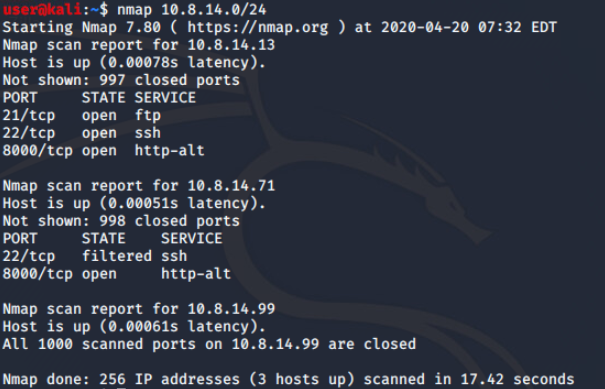 user@kali:~$ nmap 10.8.14.0/24
Starting Nmap 7.80 ( https://nmap.org ) at 2020-04-20 07:32 EDT
Nmap scan report for 10.8.14.13
Host is up (0.00078s latency).
Not shown: 997 closed ports
PORT     STATE SERVICE
21/tcp   open  ftp
22/tcp   open  ssh
8000/tcp open  http-alt

Nmap scan report for 10.8.14.71
Host is up (0.00051s latency).
Not shown: 998 closed ports
PORT     STATE    SERVICE
22/tcp   filtered ssh
8000/tcp open     http-alt

Nmap scan report for 10.8.14.99
Host is up (0.00061s latency).
All 1000 scanned ports on 10.8.14.99 are closed

Nmap done: 256 IP addresses (3 hosts up) scanned in 17.42 seconds